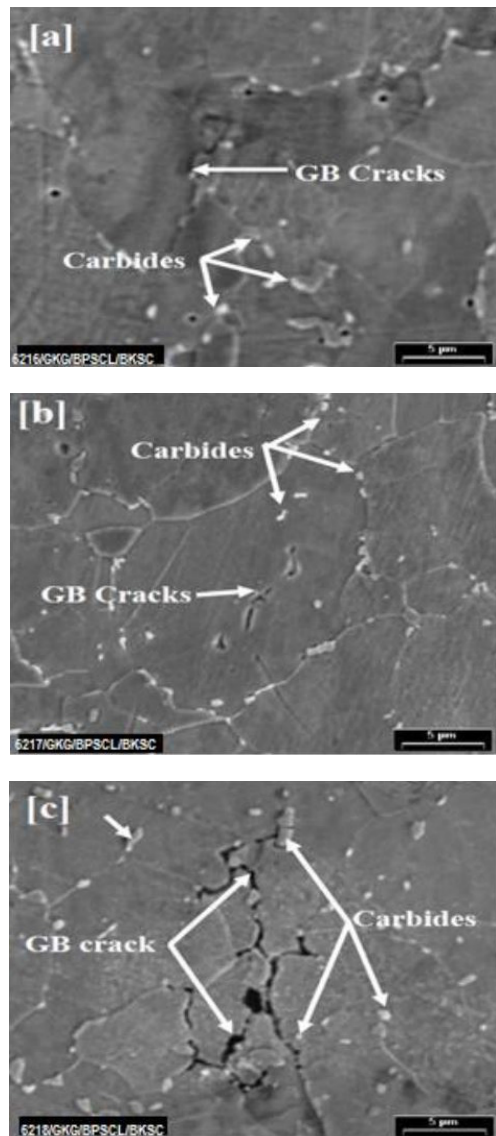 [a]
GB Cracks
Carbides
5 µm
6216/GKG/BPSCL/BKSC
[b]
Carbides
GB Cracks
5 µm
6217/GKG/BPSCL/BKSC
[c]
GB crack
Carbides
5 µm
6218/GKG/BPSCL/BKSC